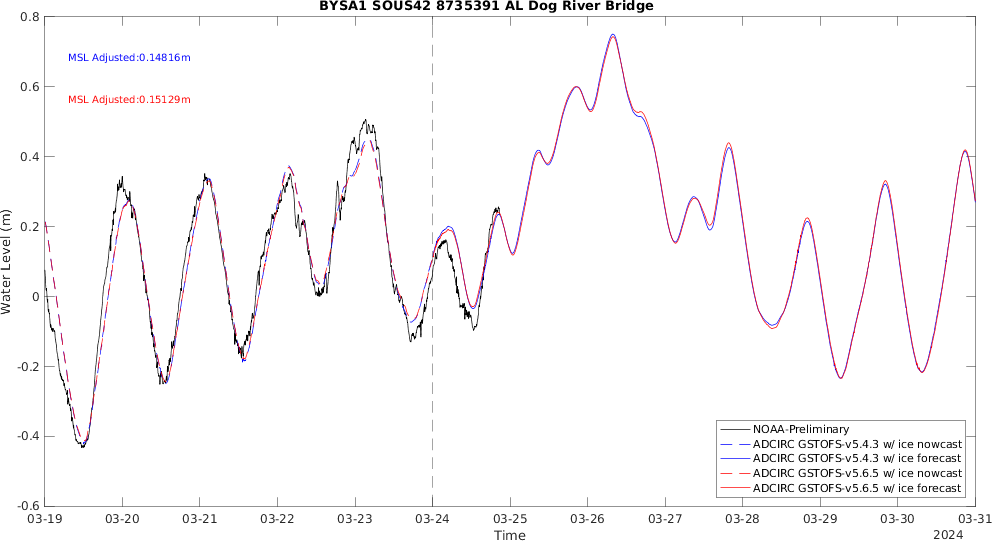 BYSA1 SOUS42 8735391 AL Dog River Bridge
MSL Adjusted:0.14816m
MSL Adjusted:0.15129m
Water Level (m)
0.8
0.6
0.4
0.2
0
-0.2
-0.4
-0.6
NOAA-Preliminary
ADCIRC GSTOFS-v5.4.3 w/ ice nowcast
ADCIRC GSTOFS-v5.4.3 w/ ice forecast
ADCIRC GSTOFS-v5.6.5 w/ ice nowcast
ADCIRC GSTOFS-v5.6.5 w/ ice forecast
03-19 03-20 03-21 03-22 03-23 03-24 03-25 03-26 03-27 03-28 03-29 03-30 03-31
Time
2024